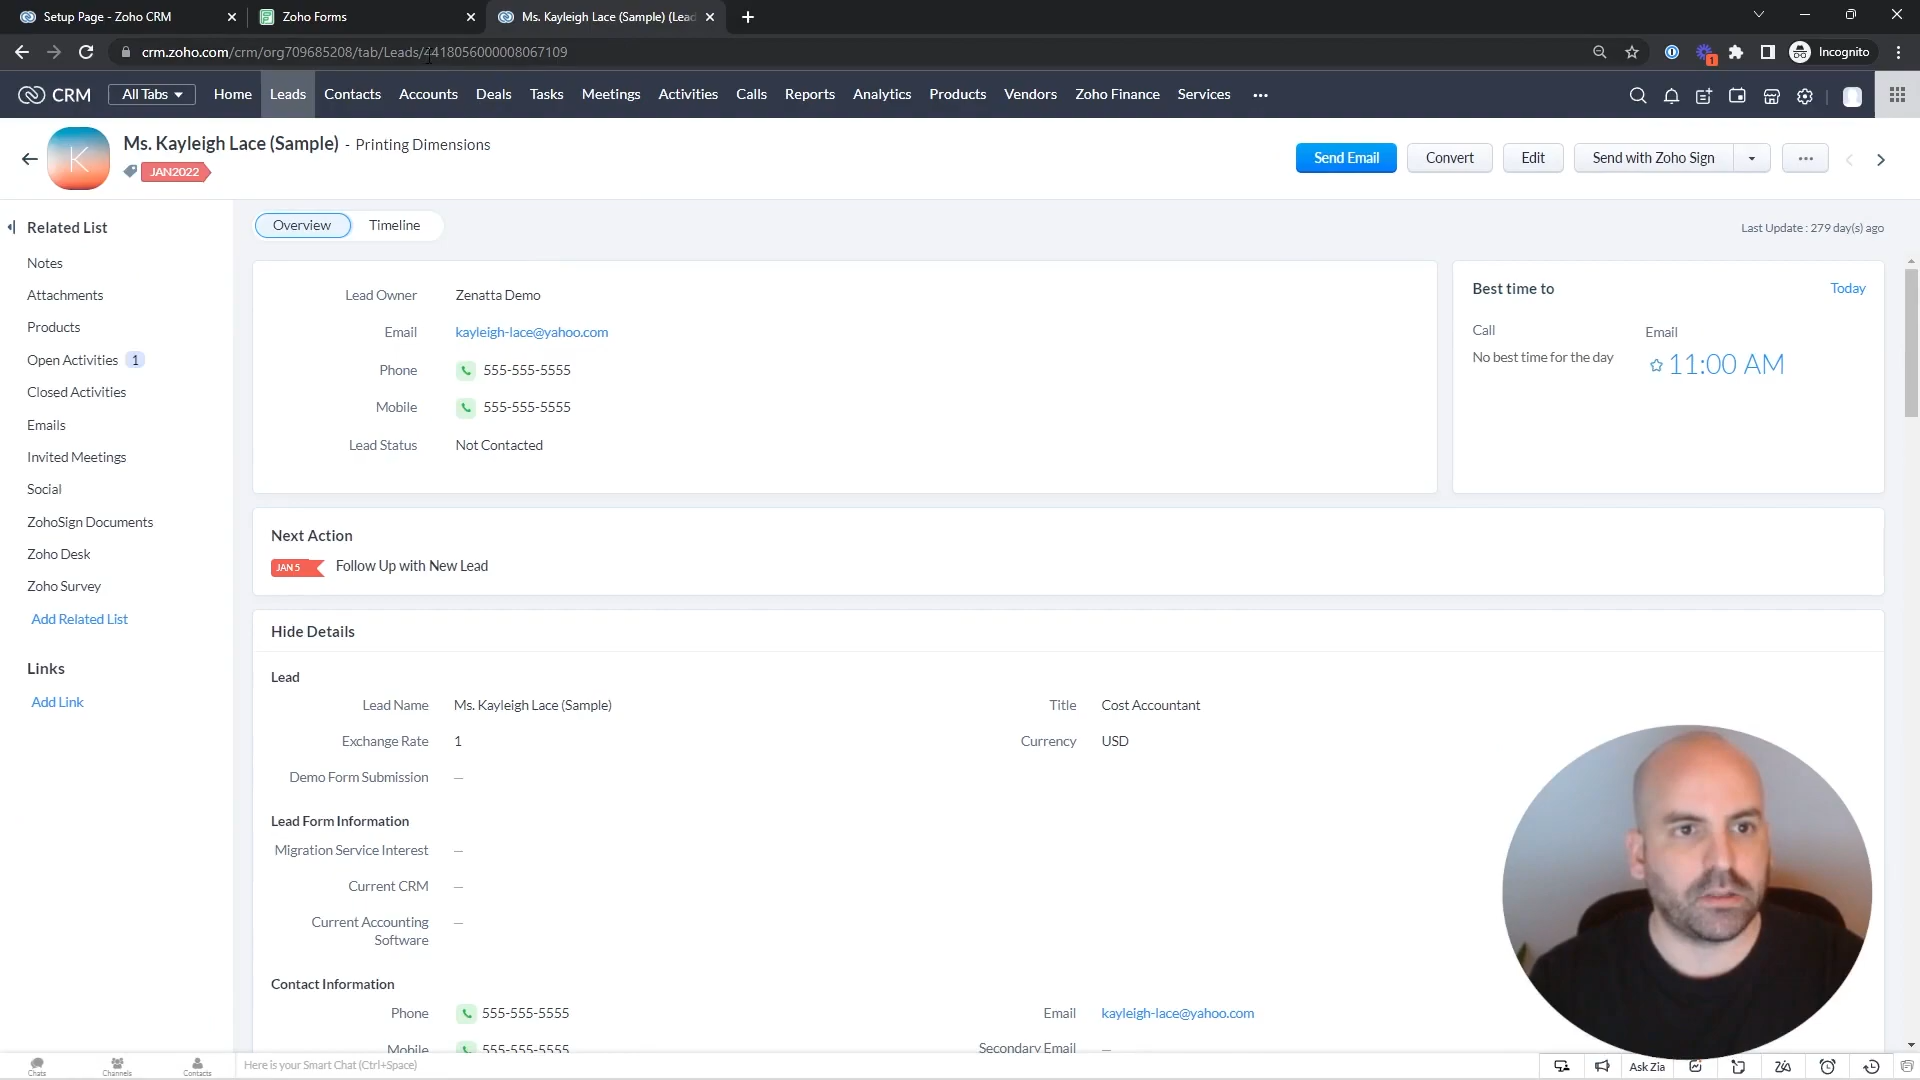 Setup Page - Zoho CRM
Zoho Forms
Ms. Kayleigh Lace (Sample) (Lead
crm.zoho.com/crm/org709685208/tab/Leads/4418056000008067109
1
Incognito
CRM
All Tabs
Home
Leads
Contacts
Accounts
Deals
Tasks
Meetings
Activities
Calls
Reports
Analytics
Products
Vendors
Zoho Finance
Services
K
Ms. Kayleigh Lace (Sample) - Printing Dimensions
JAN2022
Send Email
Convert
Edit
Send with Zoho Sign
Related List
Notes
Attachments
Products
Open Activities 1
Closed Activities
Emails
Invited Meetings
Social
ZohoSign Documents
Zoho Desk
Zoho Survey
Add Related List
Links
Add Link
Overview
Timeline
Last Update : 279 day(s) ago
Lead Owner Zenatta Demo
Email kayleigh-lace@yahoo.com
Phone 555-555-5555
Mobile 555-555-5555
Lead Status Not Contacted
Best time to
Today
Call
No best time for the day
Email
11:00 AM
Next Action
JAN 5 Follow Up with New Lead
Hide Details
Lead
Lead Name Ms. Kayleigh Lace (Sample)
Title Cost Accountant
Exchange Rate 1
Currency USD
Demo Form Submission —
Lead Form Information
Migration Service Interest —
Current CRM —
Current Accounting
Software —
Contact Information
Phone 555-555-5555
Email kayleigh-lace@yahoo.com
Mobile 555-555-5555
Secondary Email —
Chats
Channels
Contacts
Here is your Smart Chat (Ctrl+Space)
Ask Zia